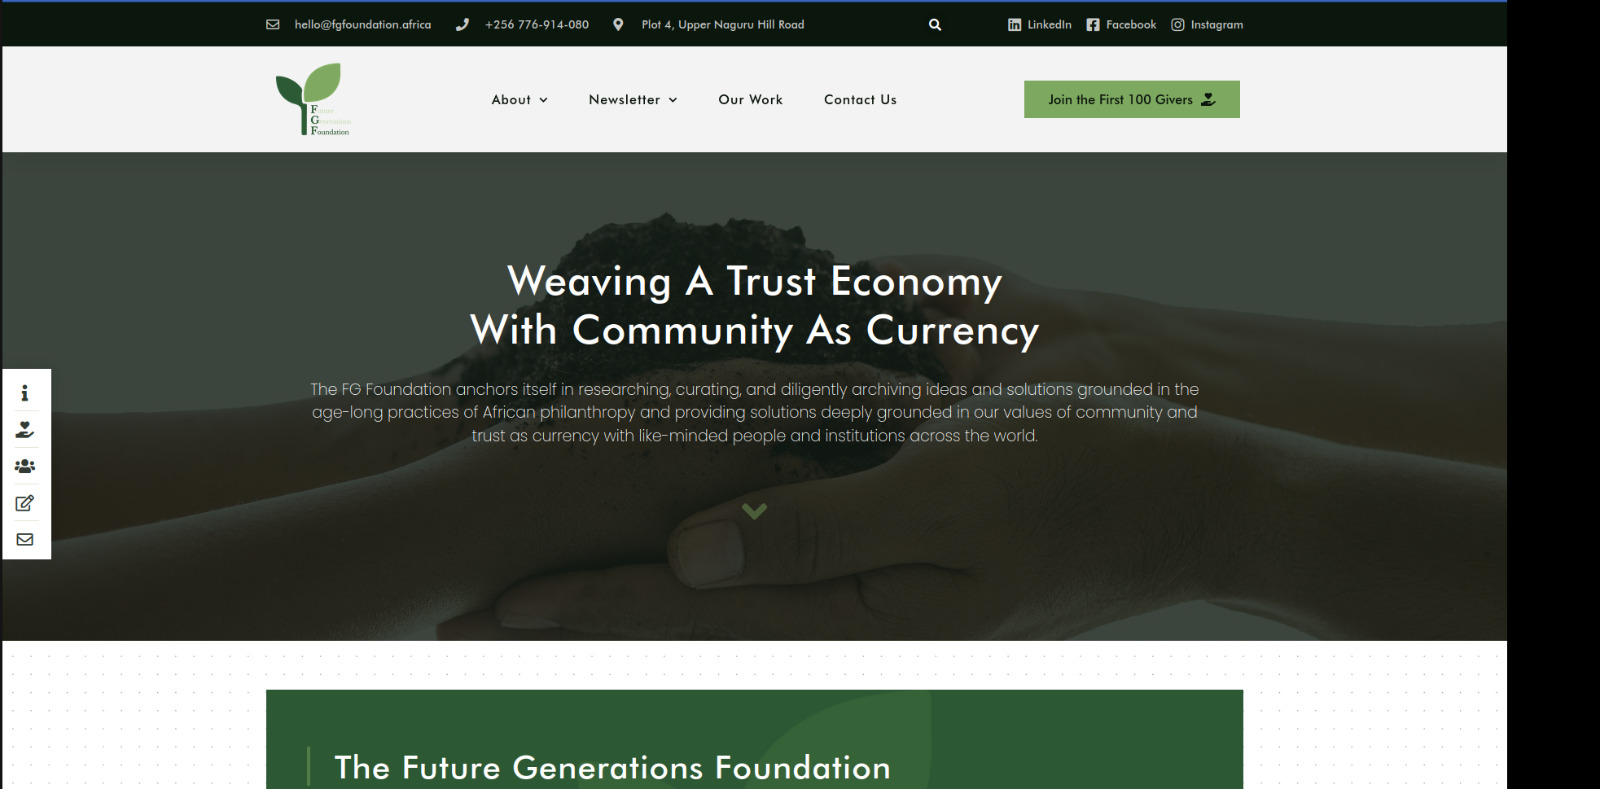 hello@fgfoundation.africa
+256 776-914-080
Plot 4, Upper Naguru Hill Road
LinkedIn
Facebook
Instagram
Future
Generation
Foundation
About
Newsletter
Our Work
Contact Us
Join the First 100 Givers
Weaving A Trust Economy
With Community As Currency
The FG Foundation anchors itself in researching, curating, and diligently archiving ideas and solutions grounded in the
age-long practices of African philanthropy and providing solutions deeply grounded in our values of community and
trust as currency with like-minded people and institutions across the world.
The Future Generations Foundation